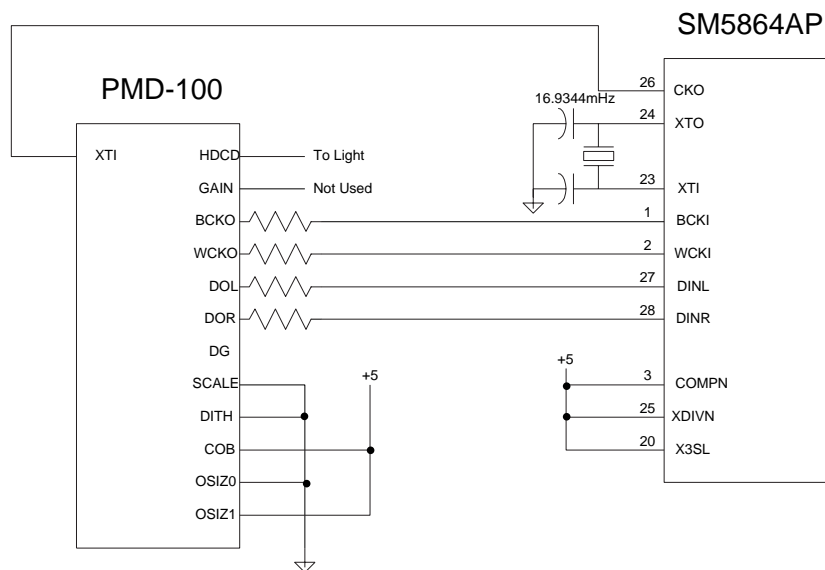 SM5864AP
PMD-100
XTI
HDCD To Light
GAIN Not Used
BCKO
WCKO
DOL
DOR
DG
SCALE
DITH
COB
OSIZ0
OSIZ1
+5
16.9344mHz
26 CKO
24 XTO
23 XTI
1 BCKI
2 WCKI
27 DINL
28 DINR
+5
3 COMPN
25 XDIVN
20 X3SL